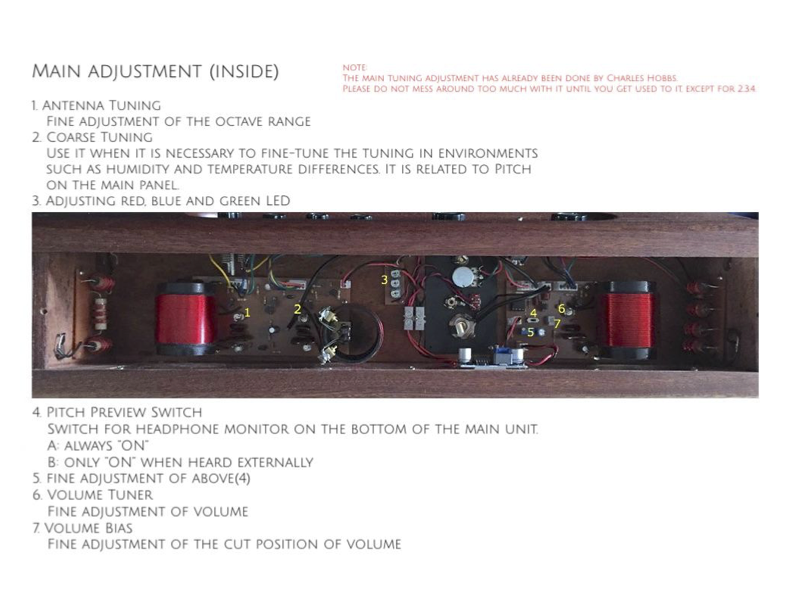 MAIN ADJUSTMENT (INSIDE)
NOTE:
THE MAIN TUNING ADJUSTMENT HAS ALREADY BEEN DONE BY CHARLES HOBBS.
PLEASE DO NOT MESS AROUND TOO MUCH WITH IT UNTIL YOU GET USED TO IT, EXCEPT FOR 2.3.4.
1. ANTENNA TUNING
FINE ADJUSTMENT OF THE OCTAVE RANGE
2. COARSE TUNING
USE IT WHEN IT IS NECESSARY TO FINE-TUNE THE TUNING IN ENVIRONMENTS
SUCH AS HUMIDITY AND TEMPERATURE DIFFERENCES. IT IS RELATED TO PITCH
ON THE MAIN PANEL.
3. ADJUSTING RED, BLUE AND GREEN LED
1
2
3
4
5
6
7
4. PITCH PREVIEW SWITCH
SWITCH FOR HEADPHONE MONITOR ON THE BOTTOM OF THE MAIN UNIT.
A: ALWAYS "ON"
B: ONLY "ON" WHEN HEARD EXTERNALLY
5. FINE ADJUSTMENT OF ABOVE(4)
6. VOLUME TUNER
FINE ADJUSTMENT OF VOLUME
7. VOLUME BIAS
FINE ADJUSTMENT OF THE CUT POSITION OF VOLUME